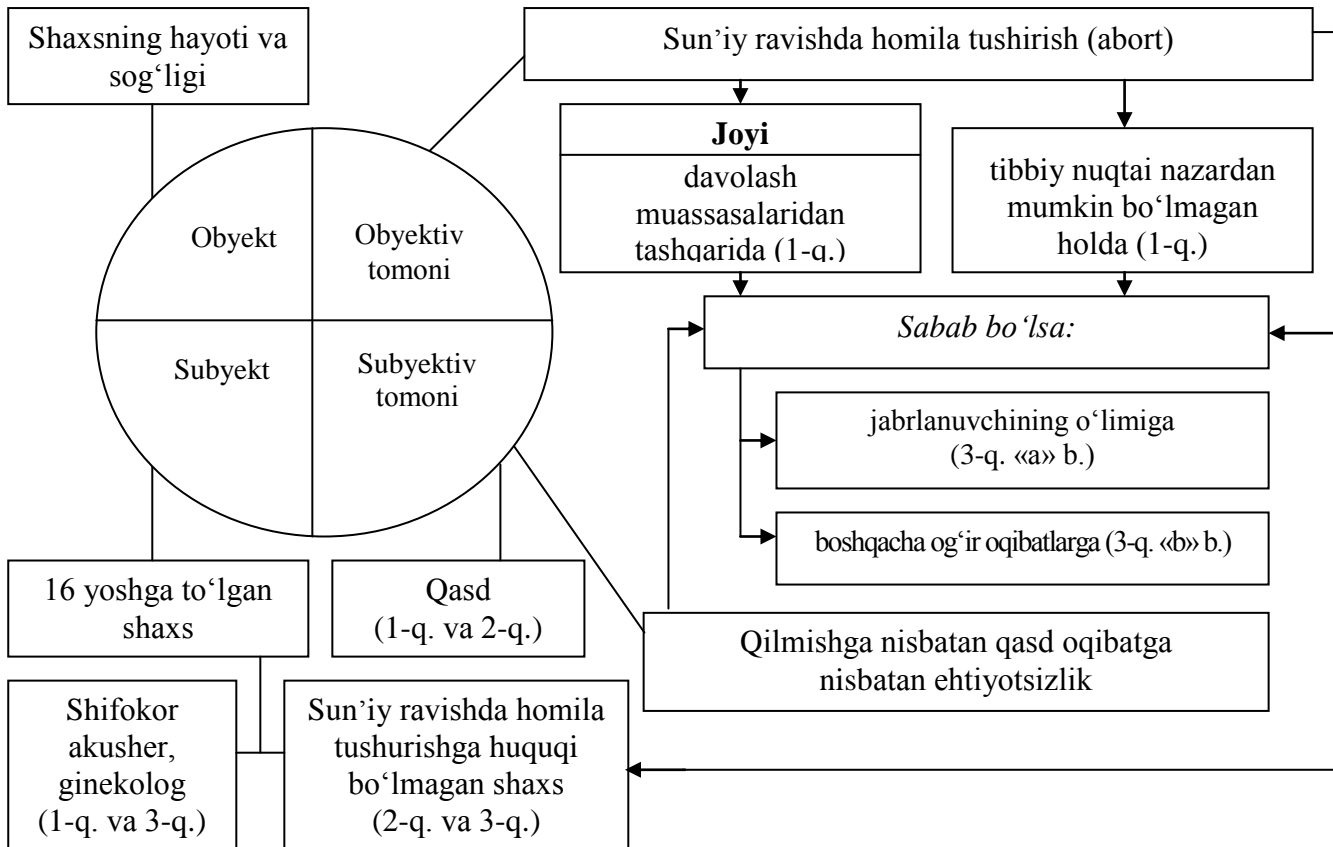 Shaxsning hayoti va
sog‘ligi
Sun’iy ravishda homila tushirish (abort)
Joyi
davolash
muassasalaridan
tashqarida (1-q.)
tibbiy nuqtai nazardan
mumkin bo‘lmagan
holda (1-q.)
Obyekt
Obyektiv
tomoni
Subyekt
Subyektiv
tomoni
Sabab bo‘lsa:
jabrlanuvchining o‘limiga
(3-q. «a» b.)
boshqacha og‘ir oqibatlarga (3-q. «b» b.)
16 yoshga to‘lgan
shaxs
Qasd
(1-q. va 2-q.)
Qilmishga nisbatan qasd oqibatga
nisbatan ehtiyotsizlik
Shifokor
akusher,
ginekolog
(1-q. va 3-q.)
Sun’iy ravishda homila
tushurishga huquqi
bo‘lmagan shaxs
(2-q. va 3-q.)